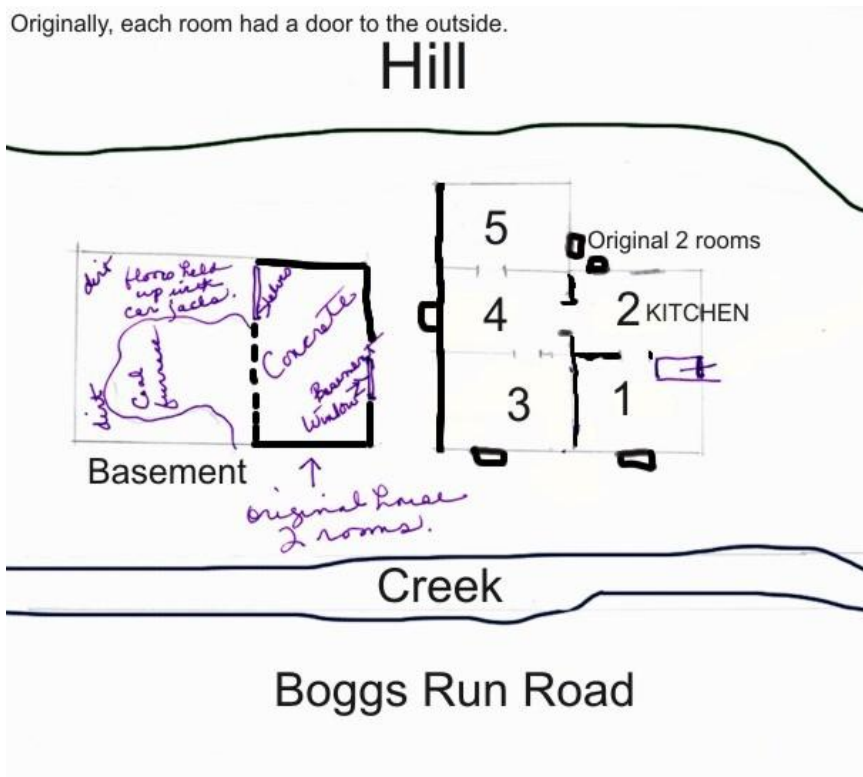 Originally, each room had a door to the outside.
Hill
5
Original 2 rooms
4
2 KITCHEN
3
1
dirt
floors held
up with
car jacks.
Concrete
Coal
furnace
dirt
Basement
Window
Basement
original house
2 rooms.
Creek
Boggs Run Road